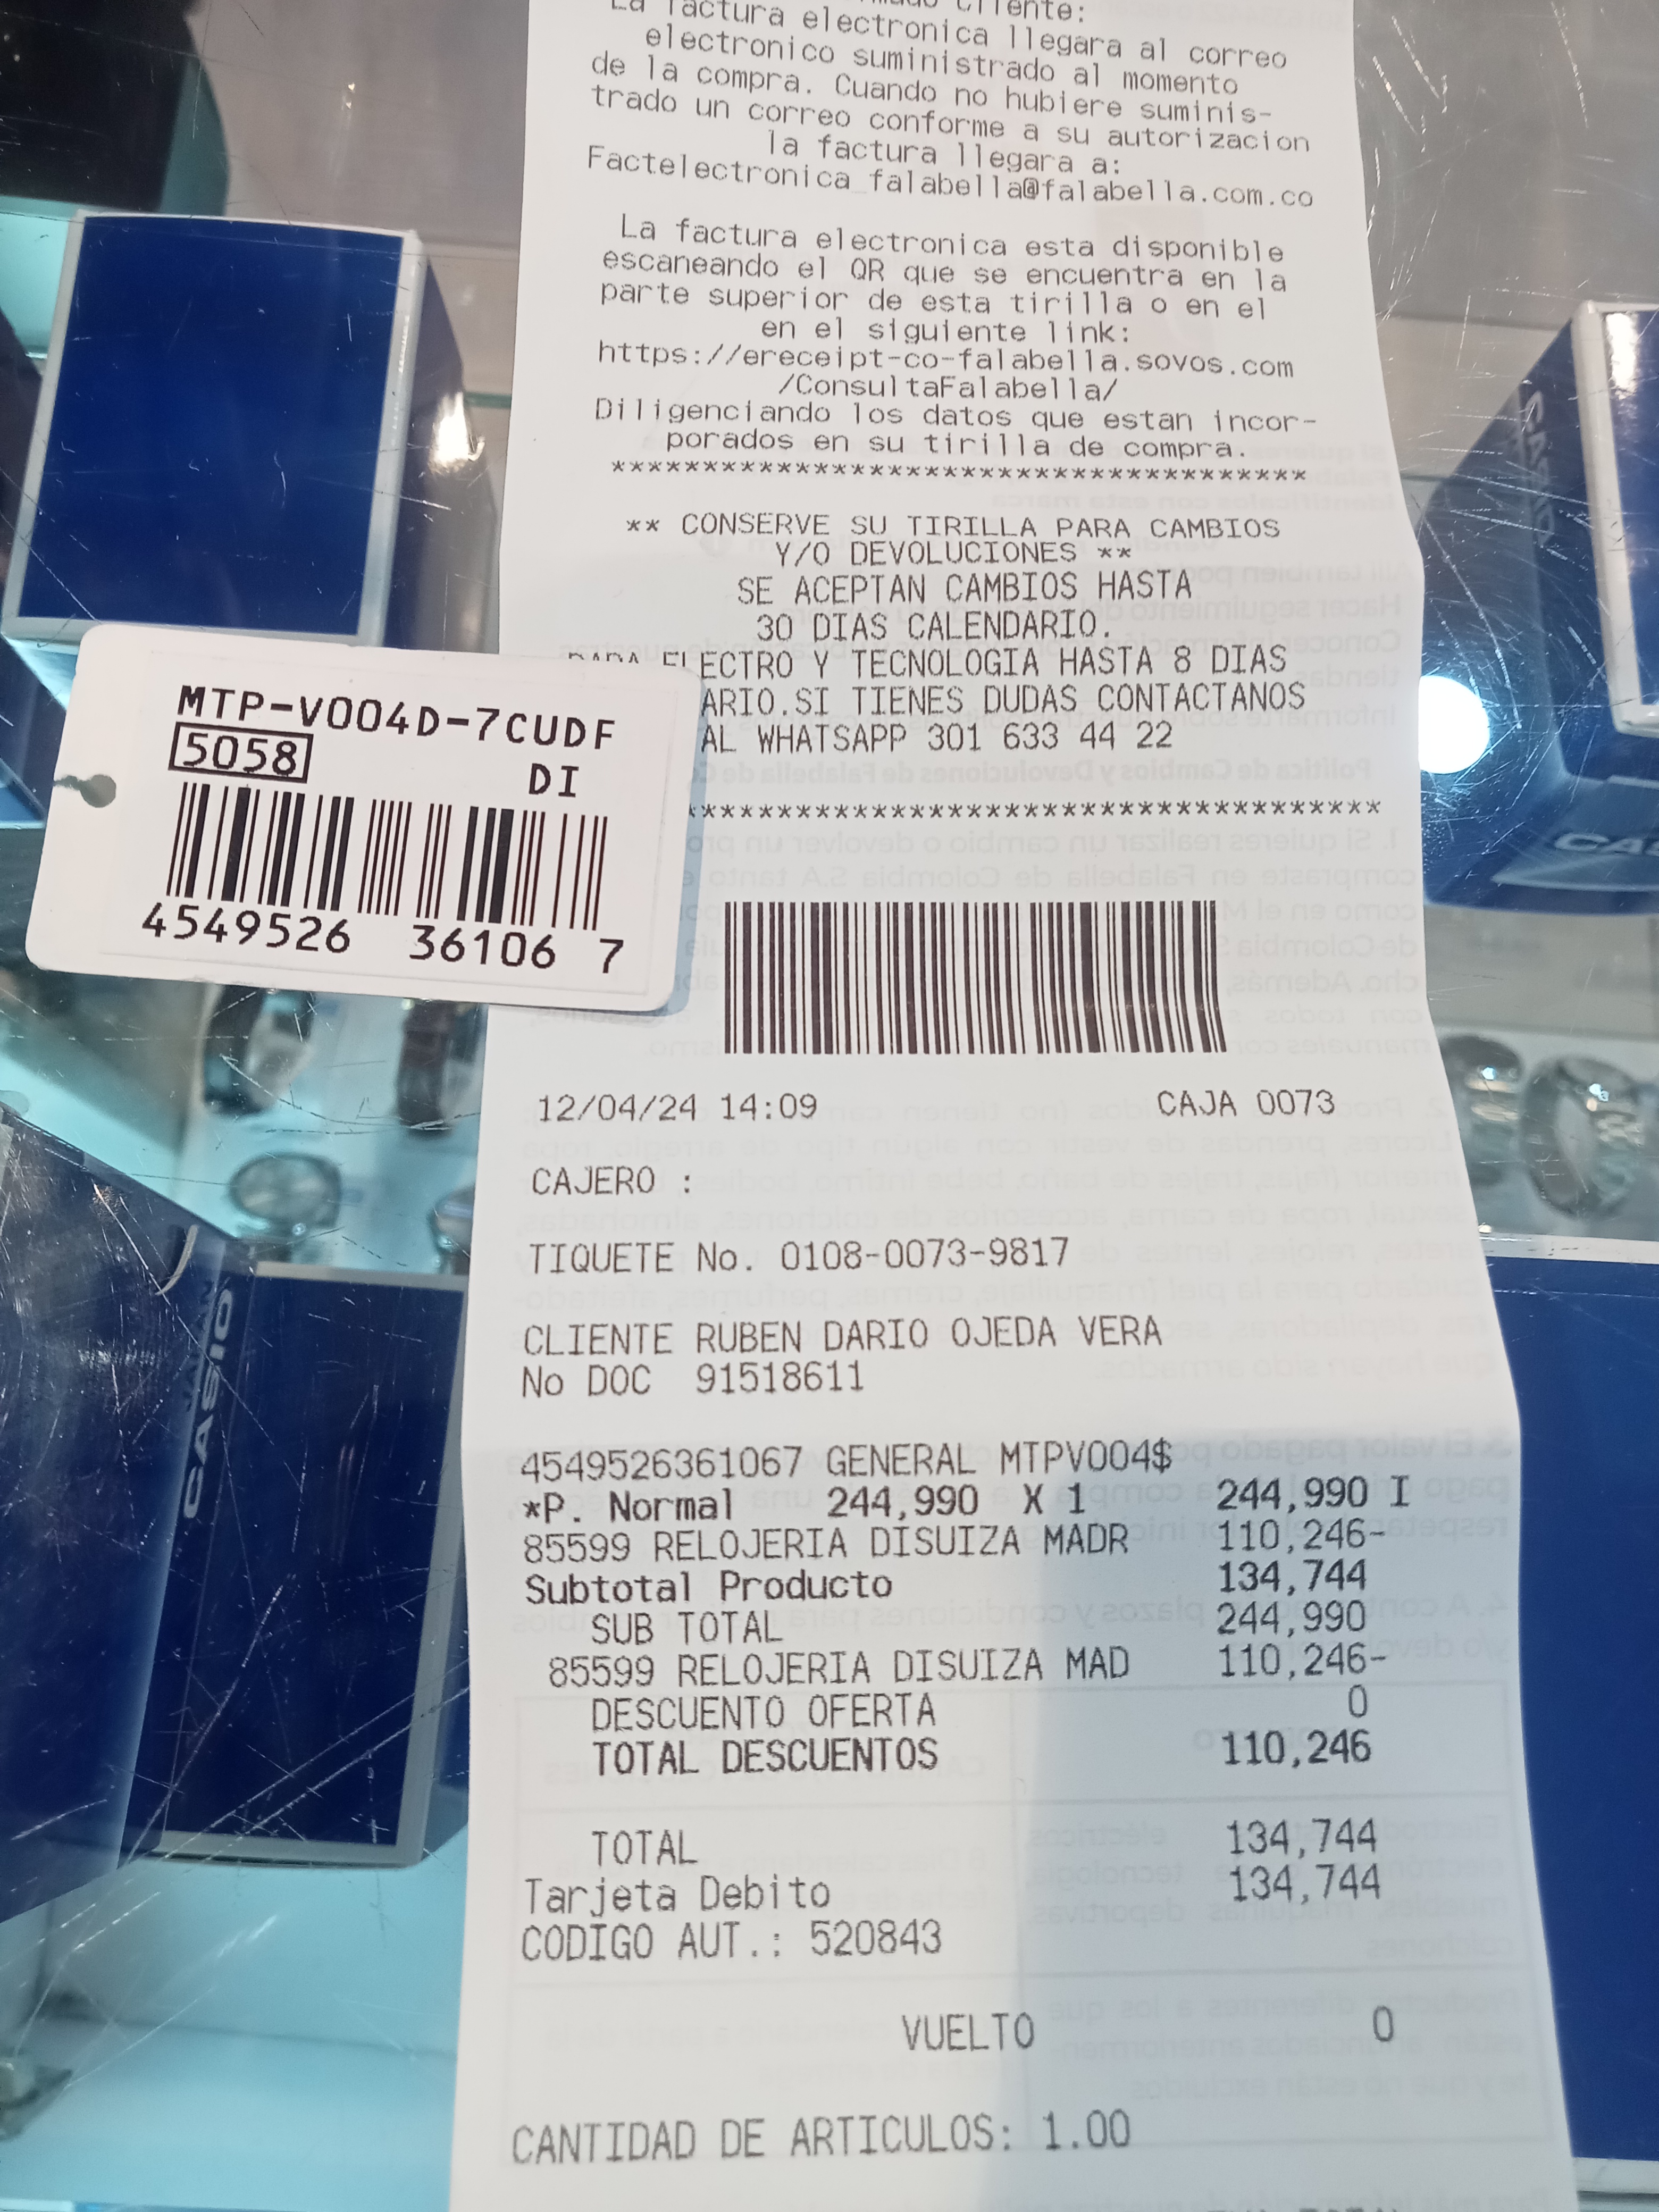 Cliente:
La factura electronica llegara al correo
electronico suministrado al momento
de la compra. Cuando no hubiere suminis-
trado un correo conforme a su autorizacion
la factura llegara a:
Factelectronica_falabella@falabella.com.co
La factura electronica esta disponible
escaneando el QR que se encuentra en la
parte superior de esta tirilla o en el
en el siguiente link:
https://ereceipt-co-falabella.sovos.com
/ConsultaFalabella/
Diligenciando los datos que estan incor-
porados en su tirilla de compra.
** CONSERVE SU TIRILLA PARA CAMBIOS
Y/O DEVOLUCIONES **
SE ACEPTAN CAMBIOS HASTA
30 DIAS CALENDARIO.
ELECTRO Y TECNOLOGIA HASTA 8 DIAS
ARIO.SI TIENES DUDAS CONTACTANOS
AL WHATSAPP 301 633 44 22
MTP-V004D-7CUDF
5058
DI
4549526 36106 7
12/04/24 14:09 CAJA 0073
CAJERO :
TIQUETE No. 0108-0073-9817
CLIENTE RUBEN DARIO OJEDA VERA
No DOC 91518611
4549526361067 GENERAL MTPV004$
*P. Normal 244,990 X 1 244,990 I
85599 RELOJERIA DISUIZA MADR 110,246-
Subtotal Producto 134,744
SUB TOTAL 244,990
85599 RELOJERIA DISUIZA MAD 110,246-
DESCUENTO OFERTA 0
TOTAL DESCUENTOS 110,246
TOTAL 134,744
Tarjeta Debito 134,744
CODIGO AUT.: 520843
VUELTO 0
CANTIDAD DE ARTICULOS: 1.00
CASIO
CASIO